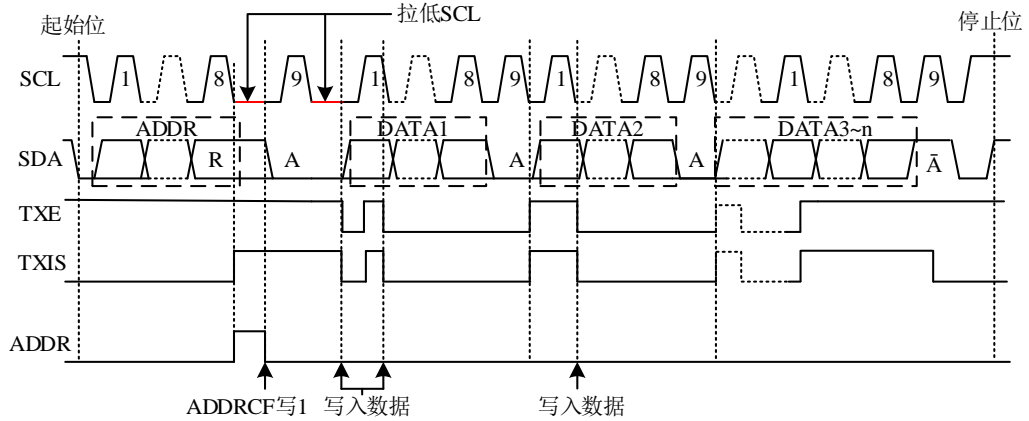 拉低SCL
起始位
停止位
SCL 1 8 9 1 8 9 1 8 9 1 8 9
ADDR DATA1 DATA2 DATA3~n
SDA R A A A Ā
TXE
TXIS
ADDR
ADDRCF写1 写入数据 写入数据